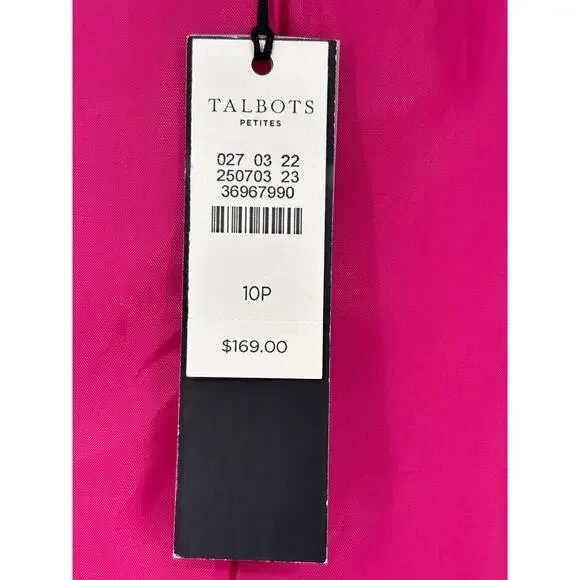 TALBOTS
PETITES
027 03 22
250703 23
36967990
10P
$169.00